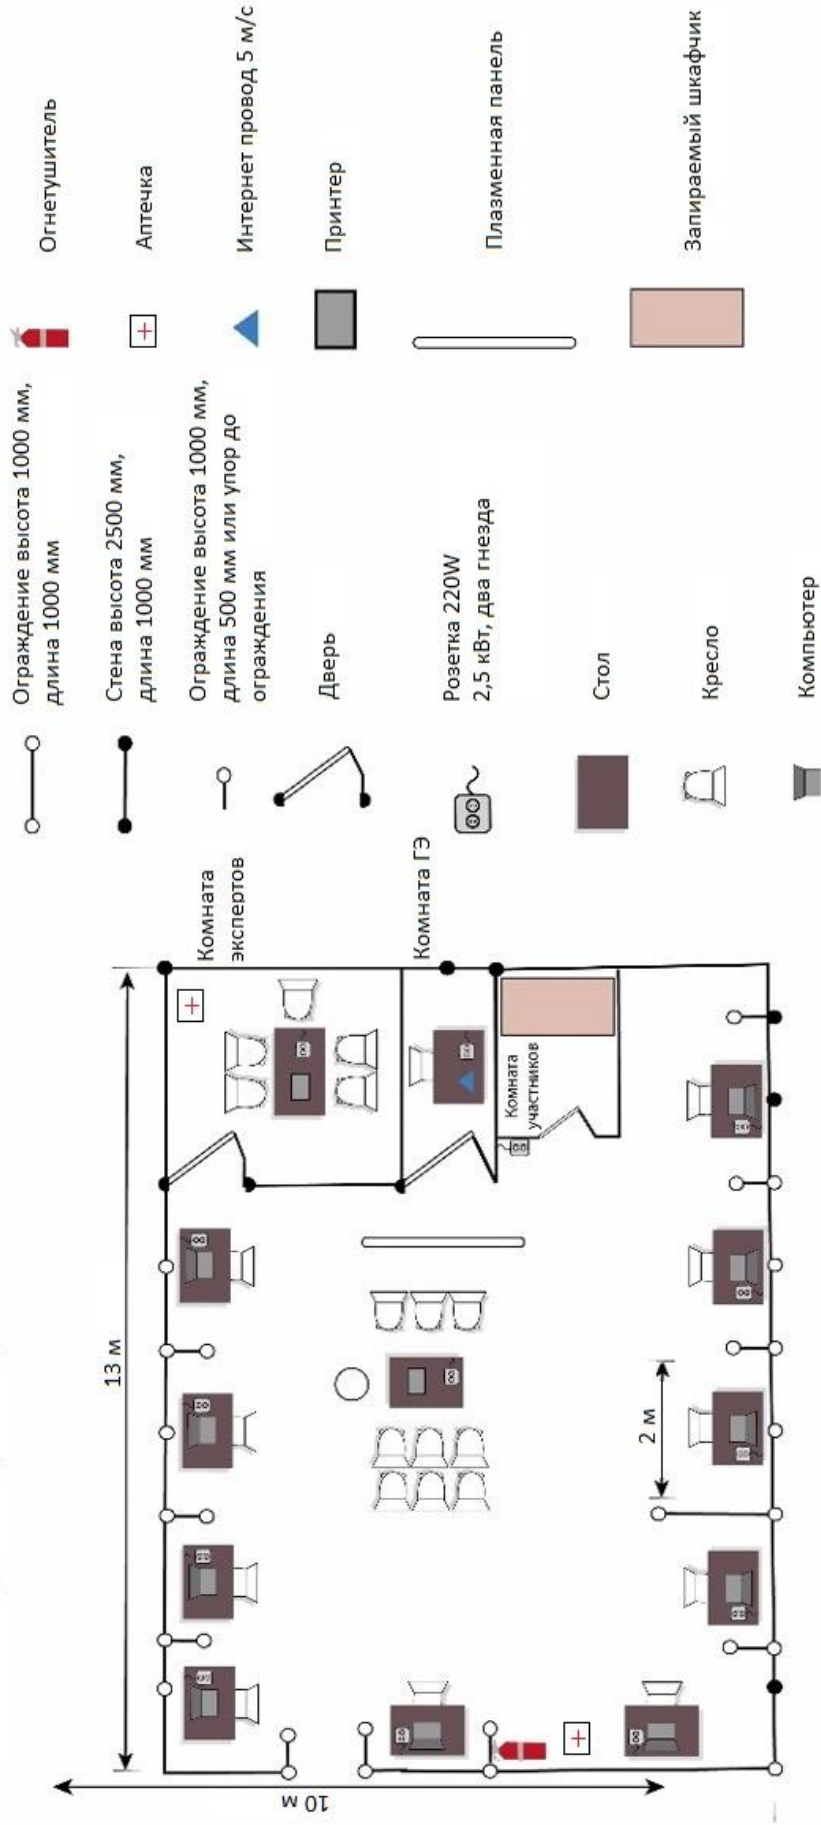 13 м
10 м
2 м
Комната
экспертов
Комната ГЭ
Комната
участников
Ограждение высота 1000 мм,
длина 1000 мм
Стена высота 2500 мм,
длина 1000 мм
Ограждение высота 1000 мм,
длина 500 мм или упор до
ограждения
Дверь
Розетка 220W
2,5 кВт, два гнезда
Стол
Кресло
Компьютер
Огнетушитель
Аптечка
Интернет провод 5 м/с
Принтер
Плазменная панель
Запираемый шкафчик